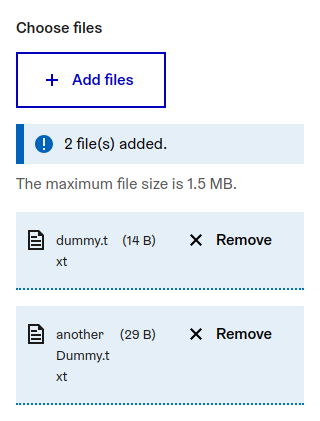 Choose files
+ Add files
2 file(s) added.
The maximum file size is 1.5 MB.
dummy.t (14 B) Remove
xt
another (29 B) Remove
Dummy.t
xt